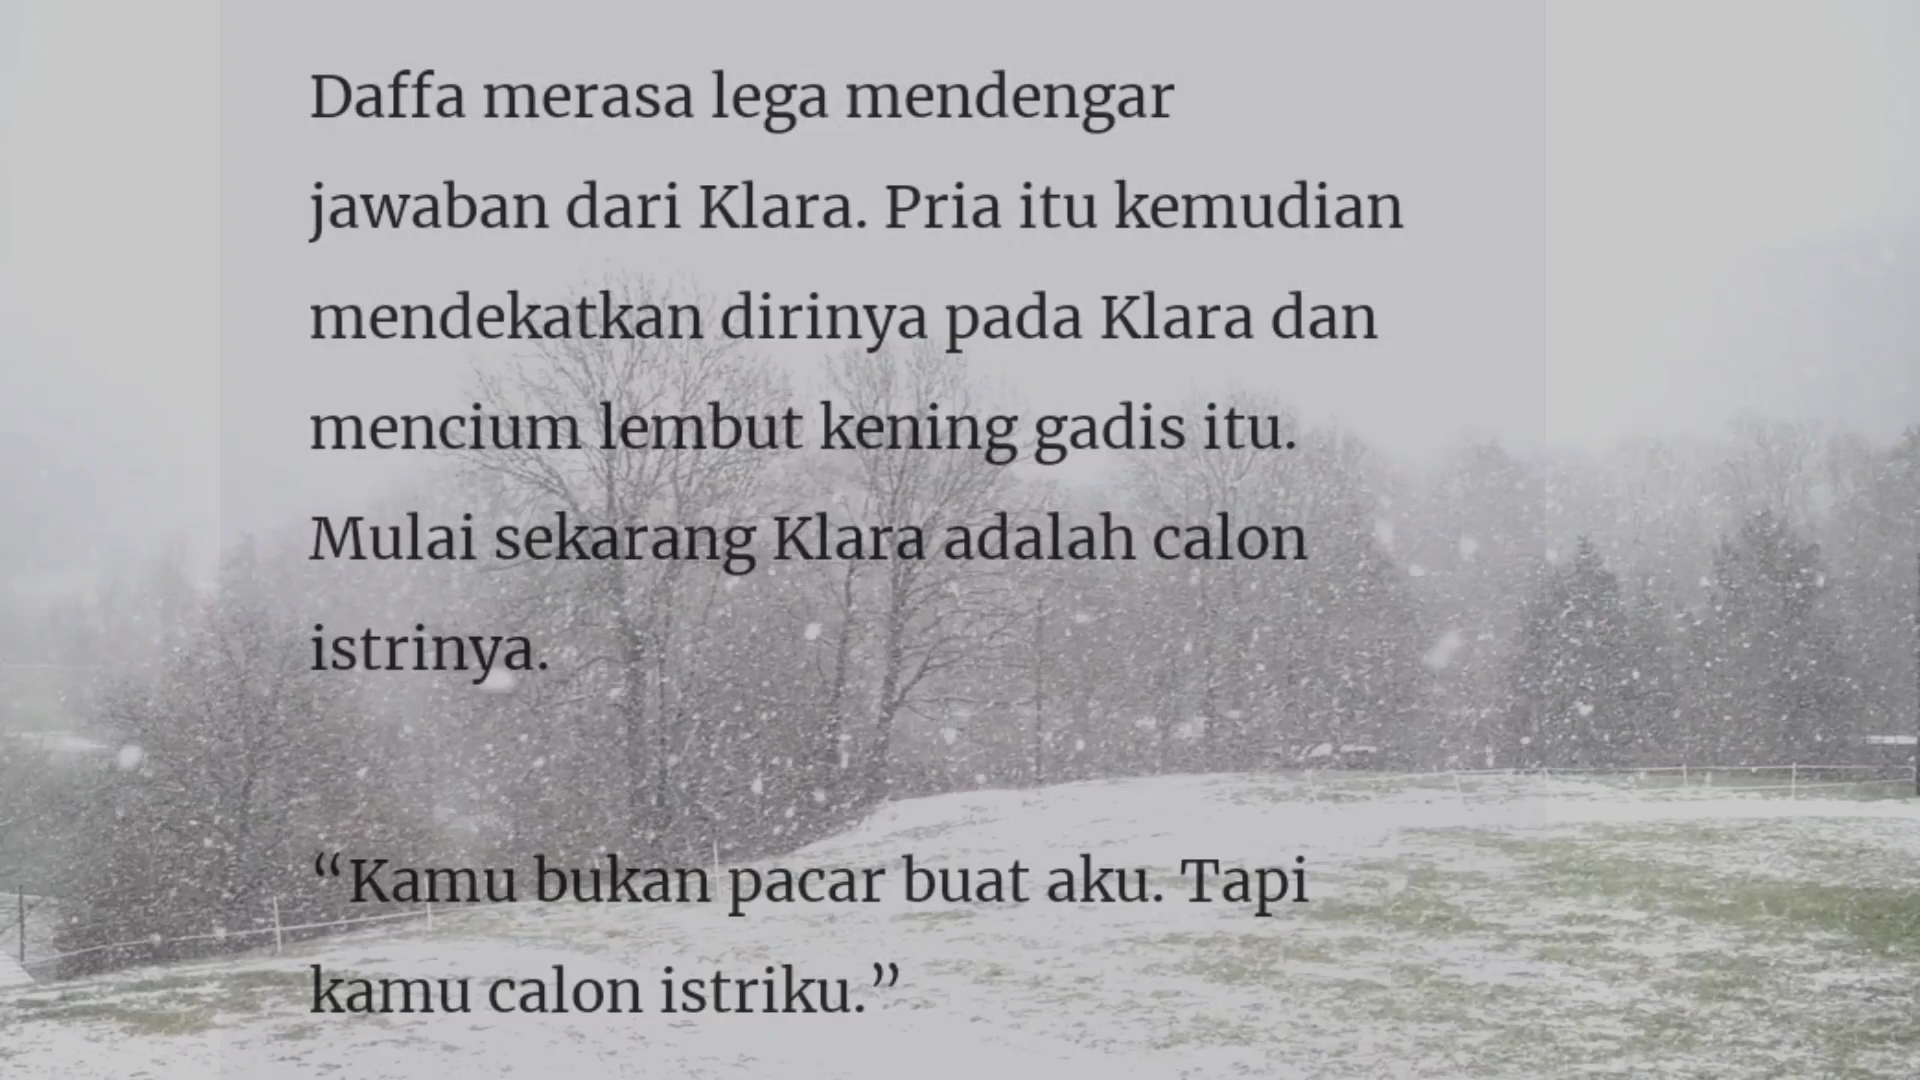 Daffa merasa lega mendengar
jawaban dari Klara. Pria itu kemudian
mendekatkan dirinya pada Klara dan
mencium lembut kening gadis itu.
Mulai sekarang Klara adalah calon
istrinya.
“Kamu bukan pacar buat aku. Tapi
kamu calon istriku.”